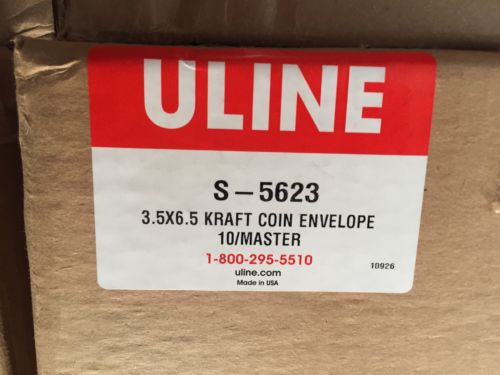 ULINE
S-5623
3.5X6.5 KRAFT COIN ENVELOPE
10/MASTER
1-800-295-5510
uline.com
Made in USA
10926